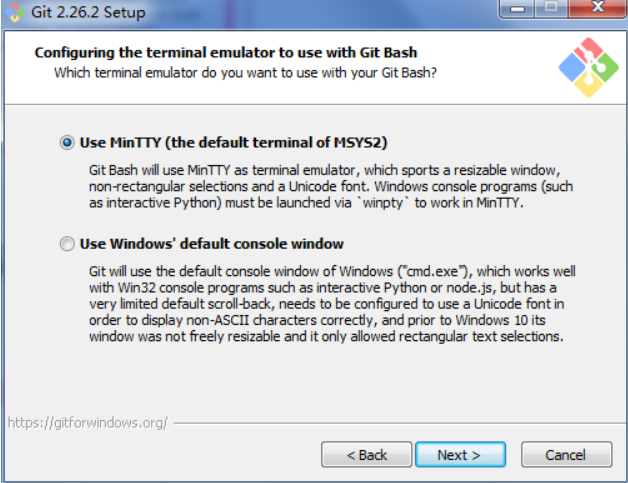 Git 2.26.2 Setup
Configuring the terminal emulator to use with Git Bash
Which terminal emulator do you want to use with your Git Bash?
Use MinTTY (the default terminal of MSYS2)
Git Bash will use MinTTY as terminal emulator, which sports a resizable window,
non-rectangular selections and a Unicode font. Windows console programs (such
as interactive Python) must be launched via `winpty` to work in MinTTY.
Use Windows' default console window
Git will use the default console window of Windows ("cmd.exe"), which works well
with Win32 console programs such as interactive Python or node.js, but has a
very limited default scroll-back, needs to be configured to use a Unicode font in
order to display non-ASCII characters correctly, and prior to Windows 10 its
window was not freely resizable and it only allowed rectangular text selections.
https://gitforwindows.org/
< Back
Next >
Cancel